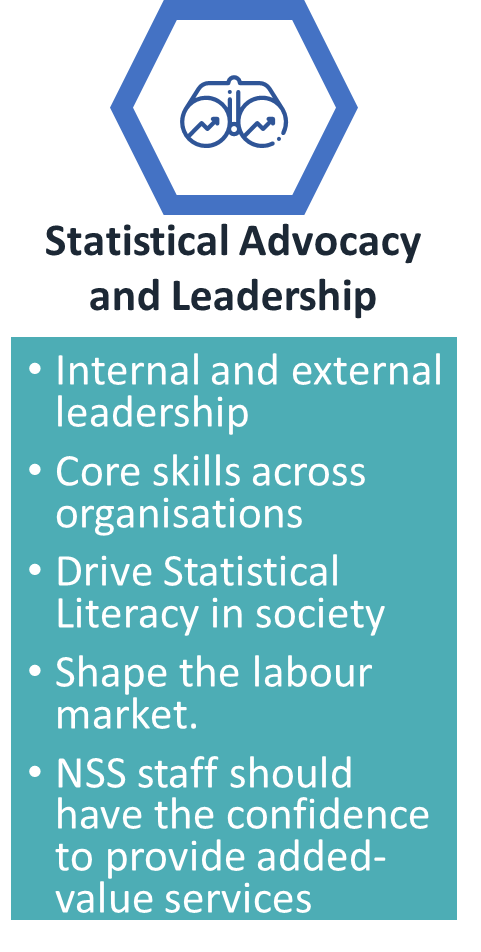 Statistical Advocacy
and Leadership
• Internal and external
leadership
• Core skills across
organisations
• Drive Statistical
Literacy in society
• Shape the labour
market.
• NSS staff should
have the confidence
to provide added-
value services